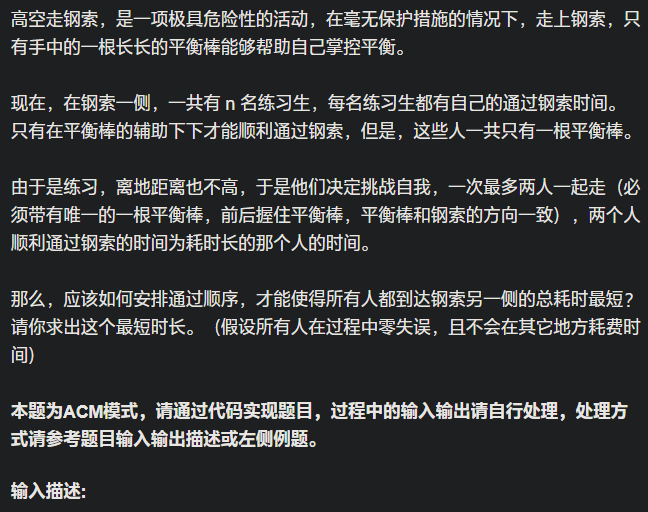 高空走钢索，是一项极具危险性的活动，在毫无保护措施的情况下，走上钢索，只
有手中的一根长长的平衡棒能够帮助自己掌控平衡。
现在，在钢索一侧，一共有 n 名练习生，每名练习生都有自己的通过钢索时间。
只有在平衡棒的辅助下下才能顺利通过钢索，但是，这些人一共只有一根平衡棒。
由于是练习，离地距离也不高，于是他们决定挑战自我，一次最多两人一起走（必
须带有唯一的一根平衡棒，前后握住平衡棒，平衡棒和钢索的方向一致），两个人
顺利通过钢索的时间为耗时长的那个人的时间。
那么，应该如何安排通过顺序，才能使得所有人都到达钢索另一侧的总耗时最短？
请你求出这个最短时长。（假设所有人在过程中零失误，且不会在其它地方耗费时
间）
本题为ACM模式，请通过代码实现题目，过程中的输入输出请自行处理，处理方
式请参考题目输入输出描述或左侧例题。
输入描述: